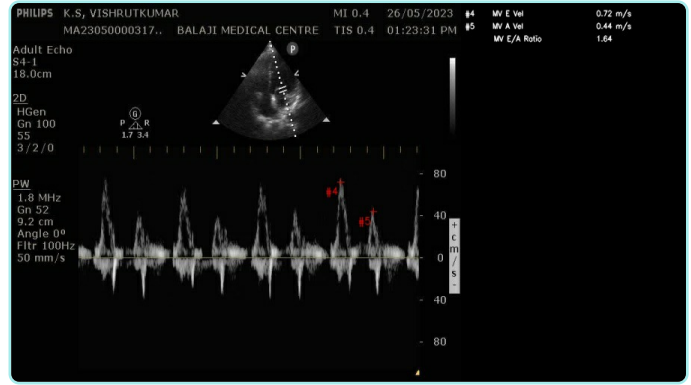 PHILIPS K.S, VISHRUTKUMAR MI 0.4 26/05/2023
MA23050000317.. BALAJI MEDICAL CENTRE TIS 0.4 01:23:31 PM
#4 MV E Vel 0.72 m/s
#5 MV A Vel 0.44 m/s
MV E/A Ratio 1.64
Adult Echo
S4-1
18.0cm
P
2D
HGen
Gn 100
55
3/2/0
G
P R
1.7 3.4
PW
1.8 MHz
Gn 52
9.2 cm
Angle 0º
Fltr 100Hz
50 mm/s
#4
#5
- 80
- 40
- 0
- 40
- 80
+
c
m
/
s
-